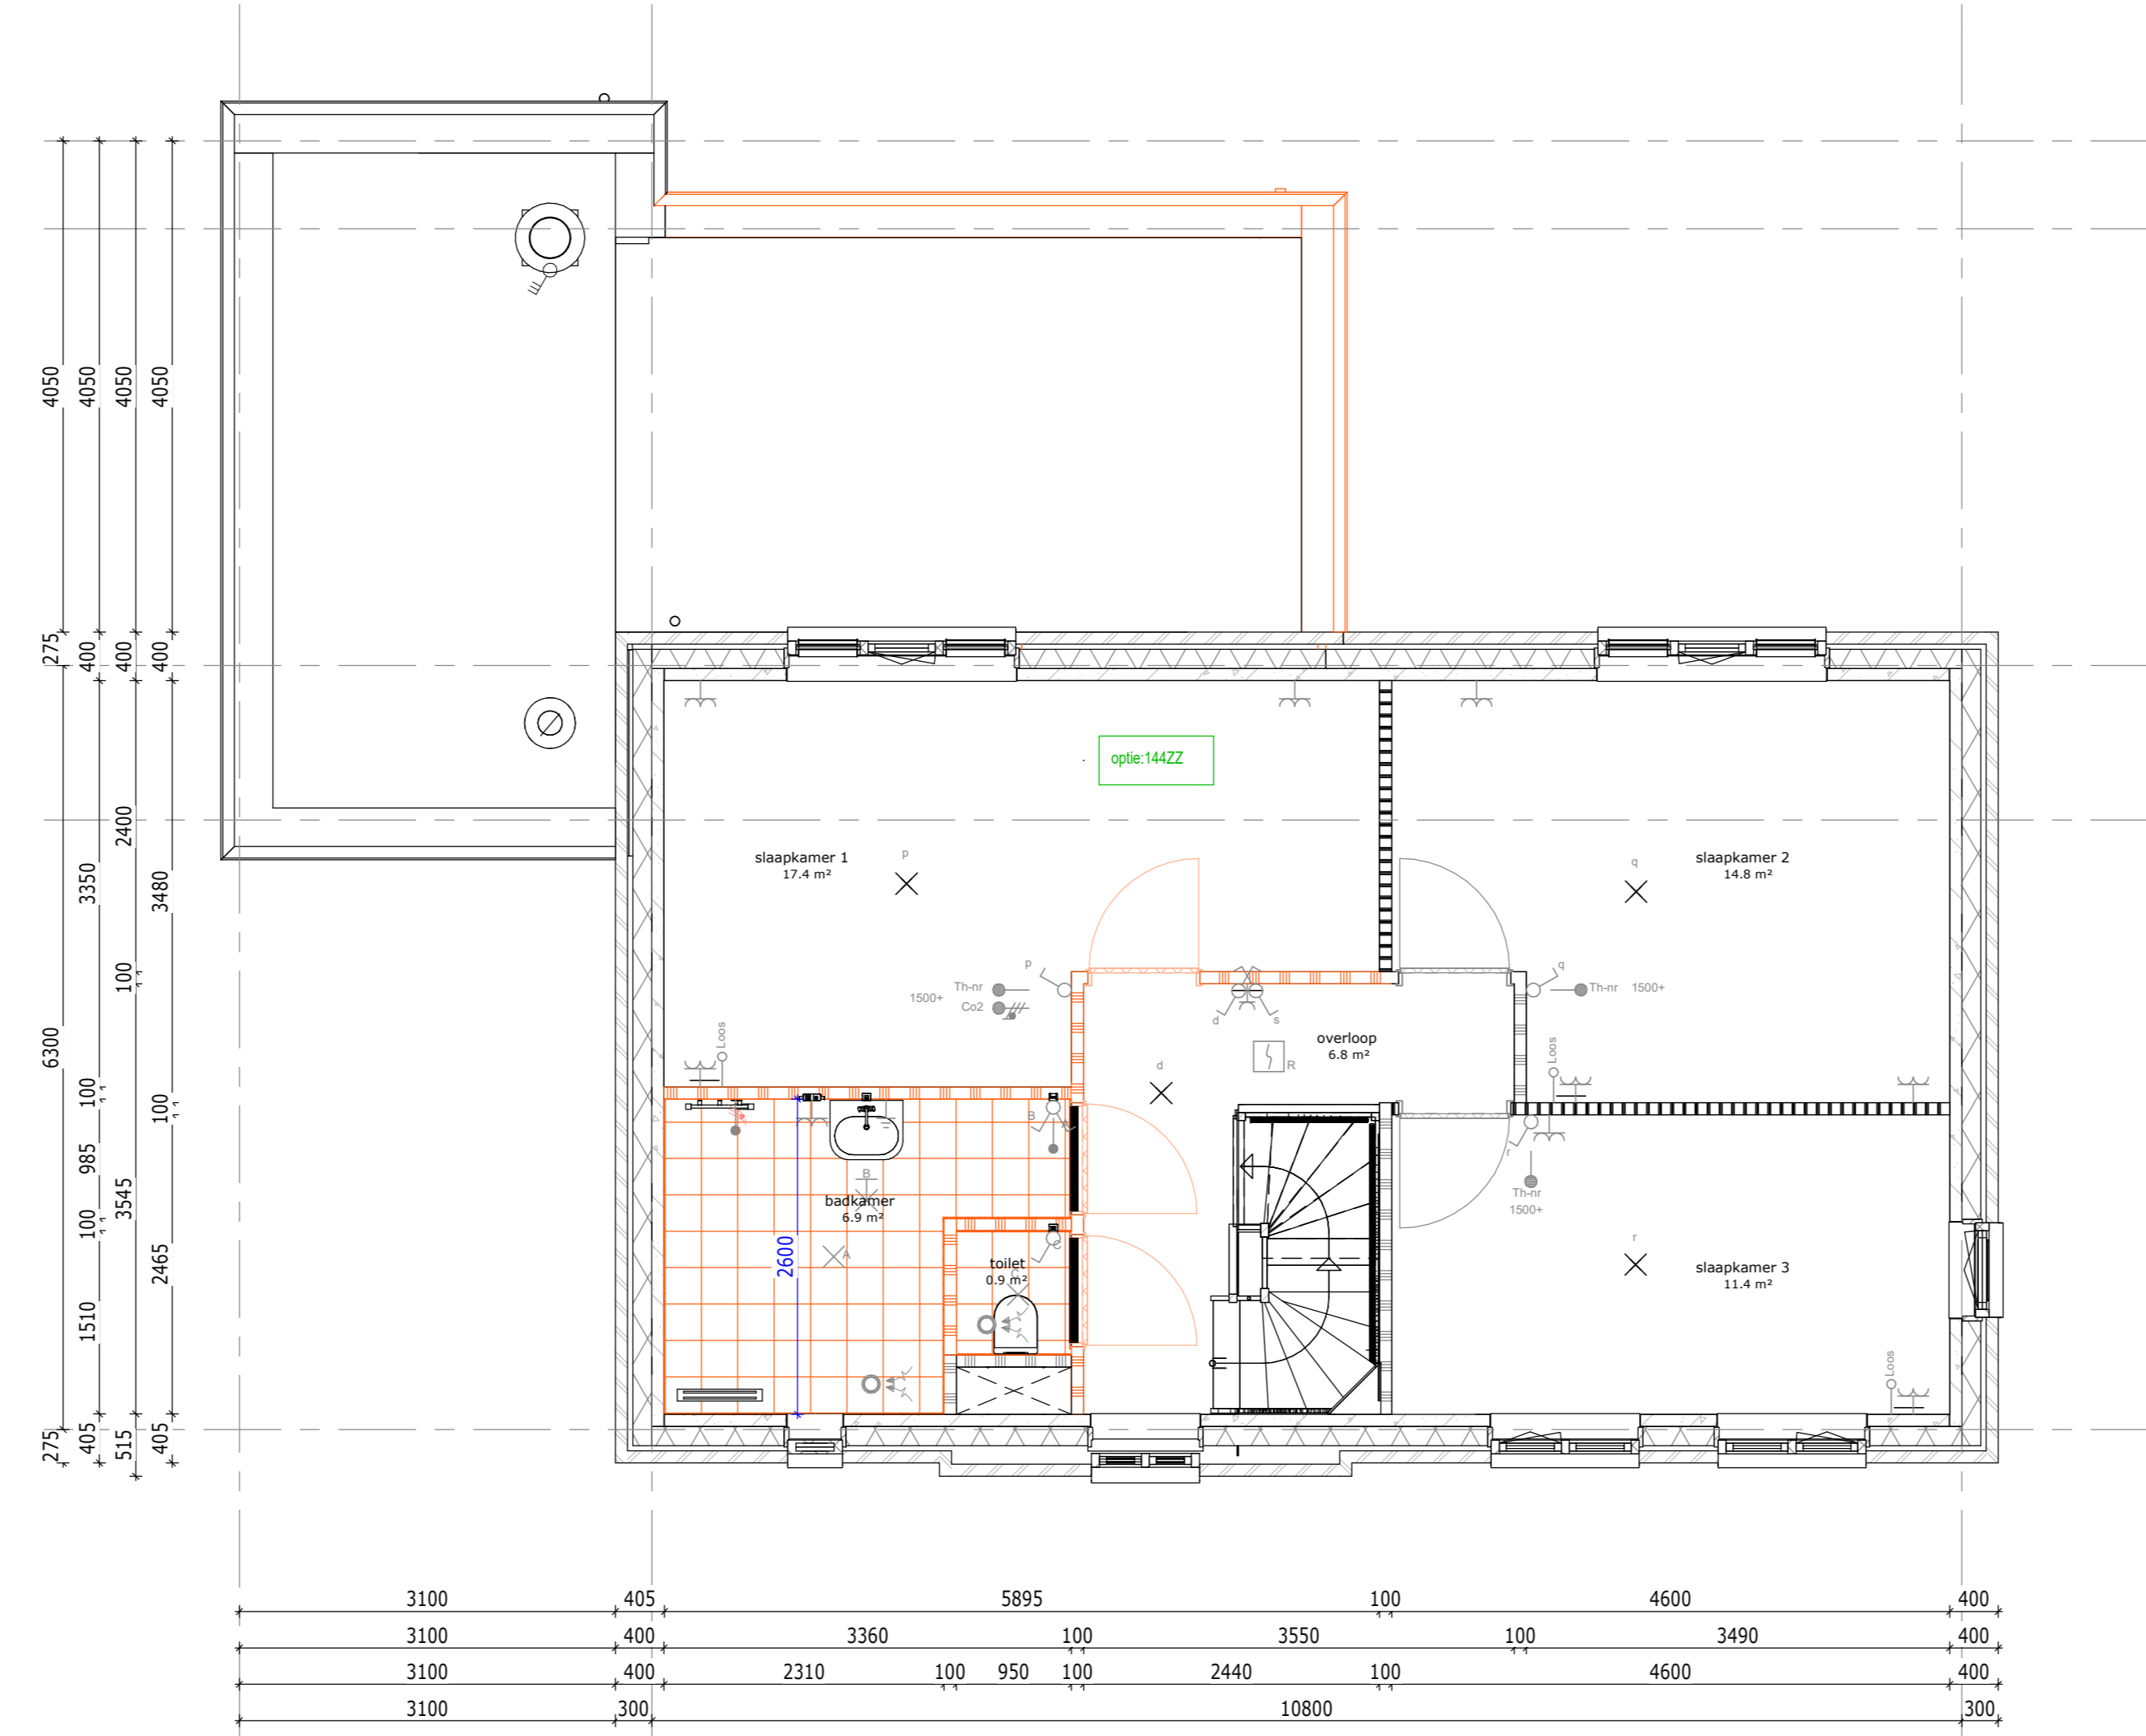 4050
4050
4050
4050
275
400
400
400
optie:144ZZ
2400
slaapkamer 1
17.4 m²
p
q
slaapkamer 2
14.8 m²
3350
3480
100
p
Th-nr
1500+
Co2
d
s
q
Th-nr
1500+
6300
Loos
overloop
6.8 m²
R
d
Loos
100
100
B
A
985
3545
B
badkamer
6.9 m²
r
Th-nr
1500+
100
2465
2600
A
C
toilet
0.9 m²
C
r
slaapkamer 3
11.4 m²
1510
Loos
275
405
515
405
3100
405
5895
100
4600
400
3100
400
3360
100
3550
100
3490
400
3100
400
2310
100
950
100
2440
100
4600
400
3100
300
10800
300